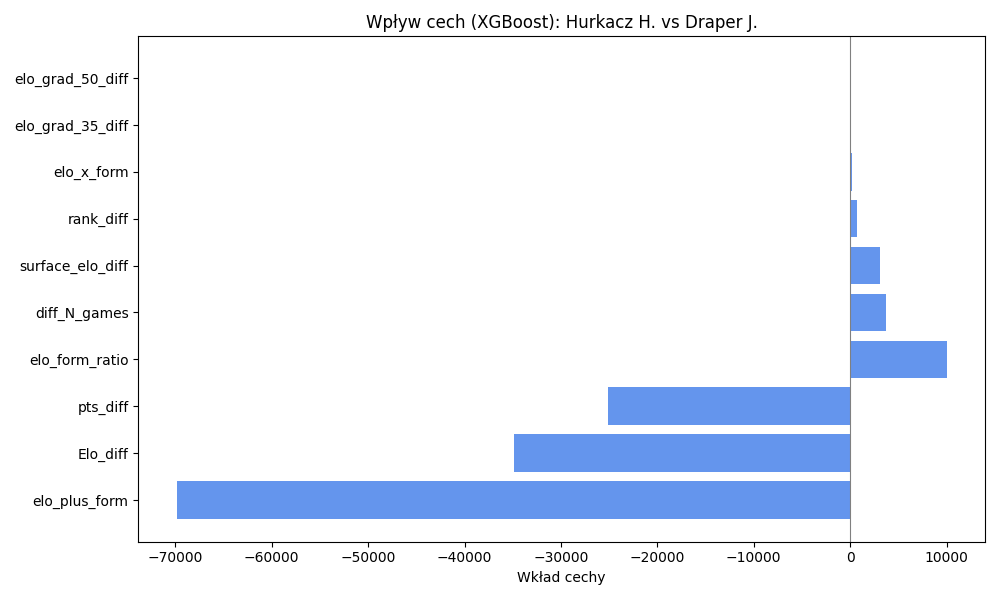 Wpływ cech (XGBoost): Hurkacz H. vs Draper J.
elo_grad_50_diff
elo_grad_35_diff
elo_x_form
rank_diff
surface_elo_diff
diff_N_games
elo_form_ratio
pts_diff
Elo_diff
elo_plus_form
−70000 −60000 −50000 −40000 −30000 −20000 −10000 0 10000
Wkład cechy